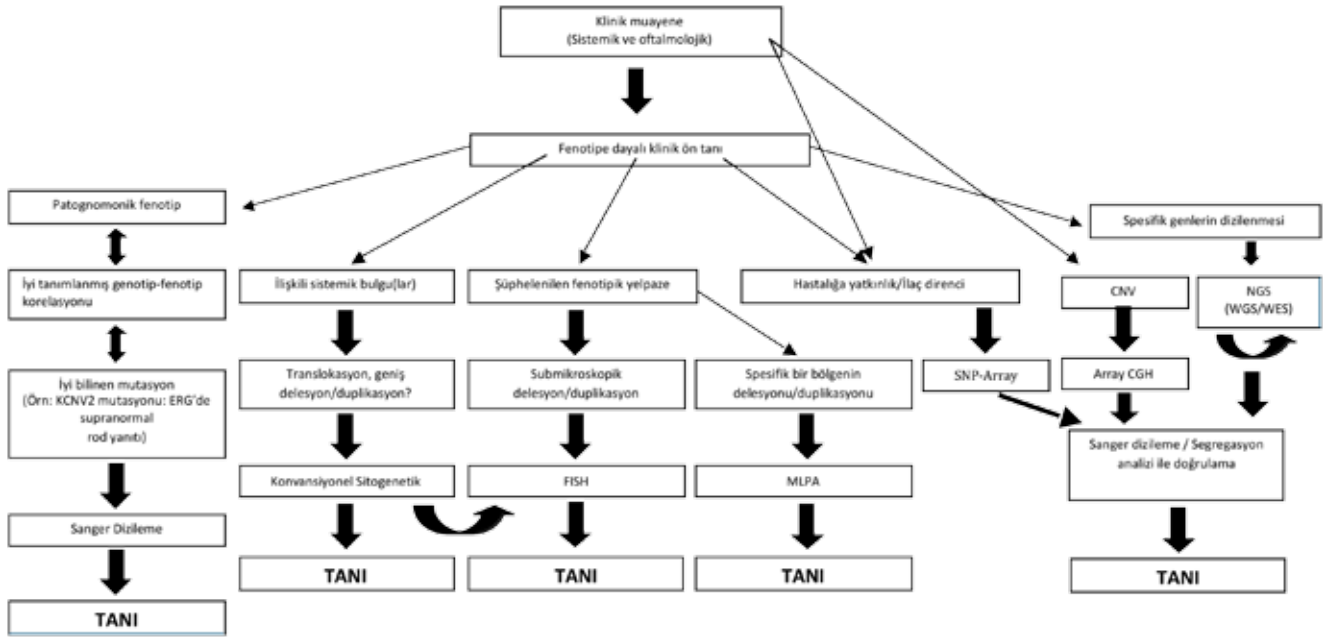 Klinik muayene
(Sistemik ve oftalmolojik)
Fenotipe dayalı klinik ön tanı
Patognomonik fenotip
Spesifik genlerin dizilenmesi
İyi tanımlanmış genotip-fenotip
korelasyonu
İlişkili sistemik bulgu(lar)
Şüphelenilen fenotipik yelpaze
Hastalığa yatkınlık/İlaç direnci
CNV
NGS
(WGS/WES)
İyi bilinen mutasyon
(Örn: KCNV2 mutasyonu: ERG'de
supranormal
rod yanıtı)
Translokasyon, geniş
delesyon/duplikasyon?
Submikroskopik
delesyon/duplikasyon
Spesifik bir bölgenin
delesyonu/duplikasyonu
SNP-Array
Array CGH
Sanger dizileme / Segregasyon
analizi ile doğrulama
Konvansiyonel Sitogenetik
FISH
MLPA
Sanger Dizileme
TANI
TANI
TANI
TANI
TANI